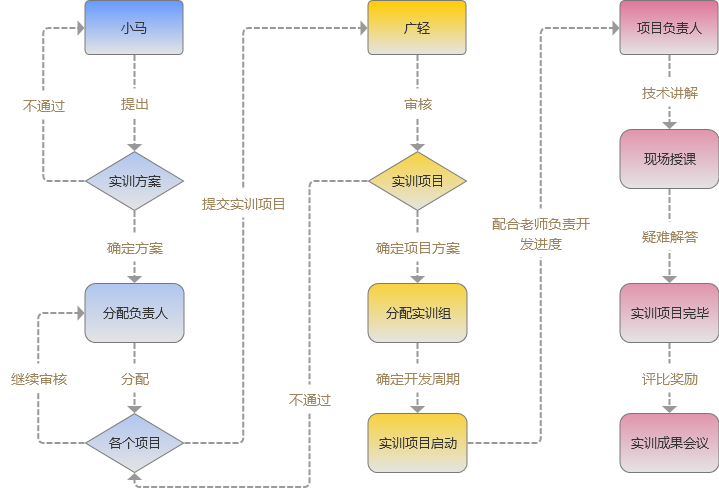 小马
不通过
提出
实训方案
确定方案
分配负责人
继续审核
分配
各个项目
提交实训项目
广轻
审核
实训项目
确定项目方案
分配实训组
确定开发周期
不通过
实训项目启动
配合老师负责开
发进度
项目负责人
技术讲解
现场授课
疑难解答
实训项目完毕
评比奖励
实训成果会议